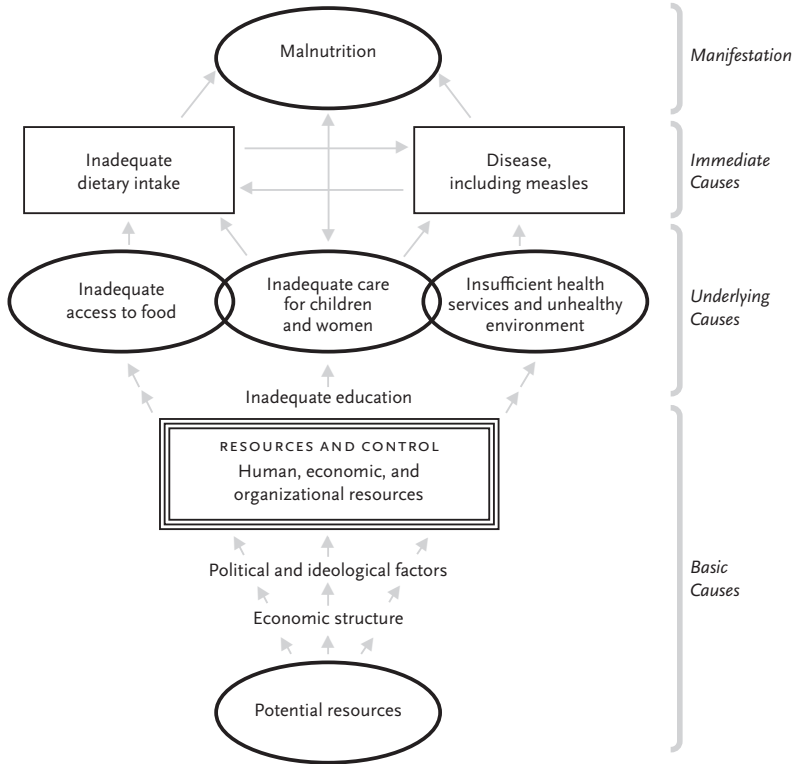 Malnutrition
Manifestation
Inadequate
dietary intake
Disease,
including measles
Immediate
Causes
Inadequate
access to food
Inadequate care
for children
and women
Insufficient health
services and unhealthy
environment
Underlying
Causes
Inadequate education
RESOURCES AND CONTROL
Human, economic, and
organizational resources
Political and ideological factors
Economic structure
Basic
Causes
Potential resources